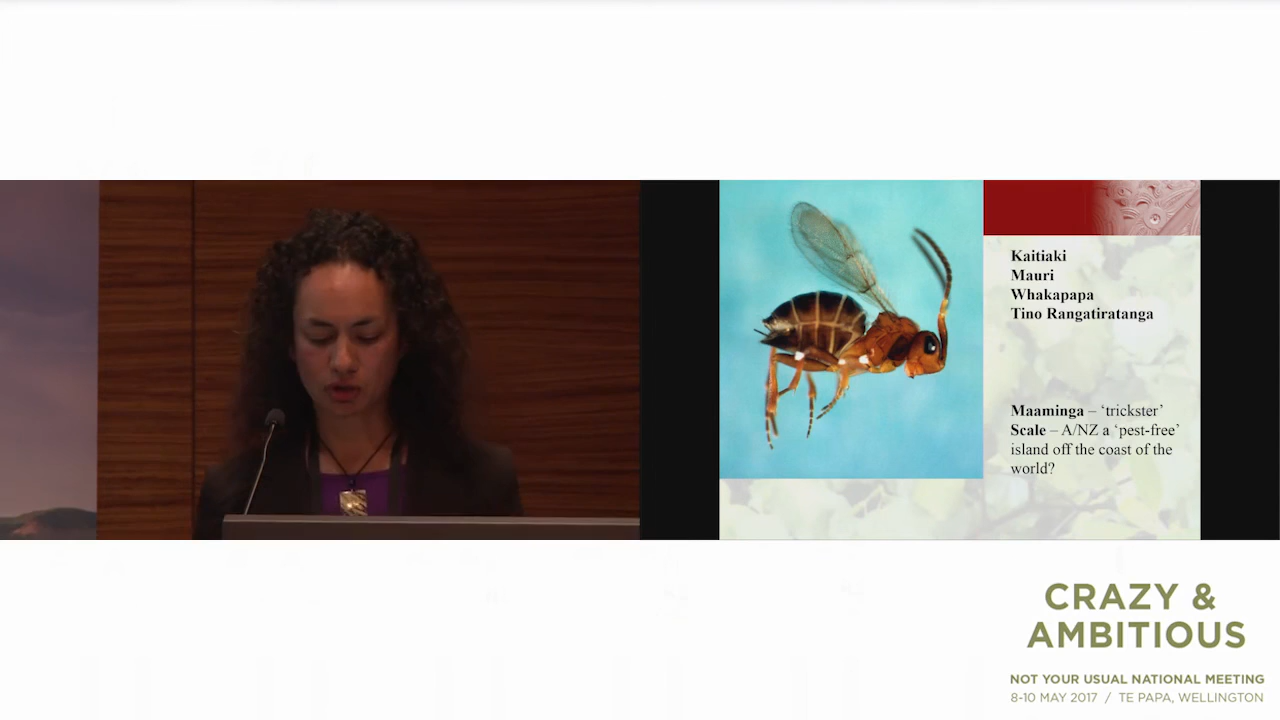 Kaitiaki
Mauri
Whakapapa
Tino Rangatiratanga
Maaminga – ‘trickster’
Scale – A/NZ a ‘pest-free’
island off the coast of the
world?
CRAZY &
AMBITIOUS
NOT YOUR USUAL NATIONAL MEETING
8-10 MAY 2017 / TE PAPA, WELLINGTON